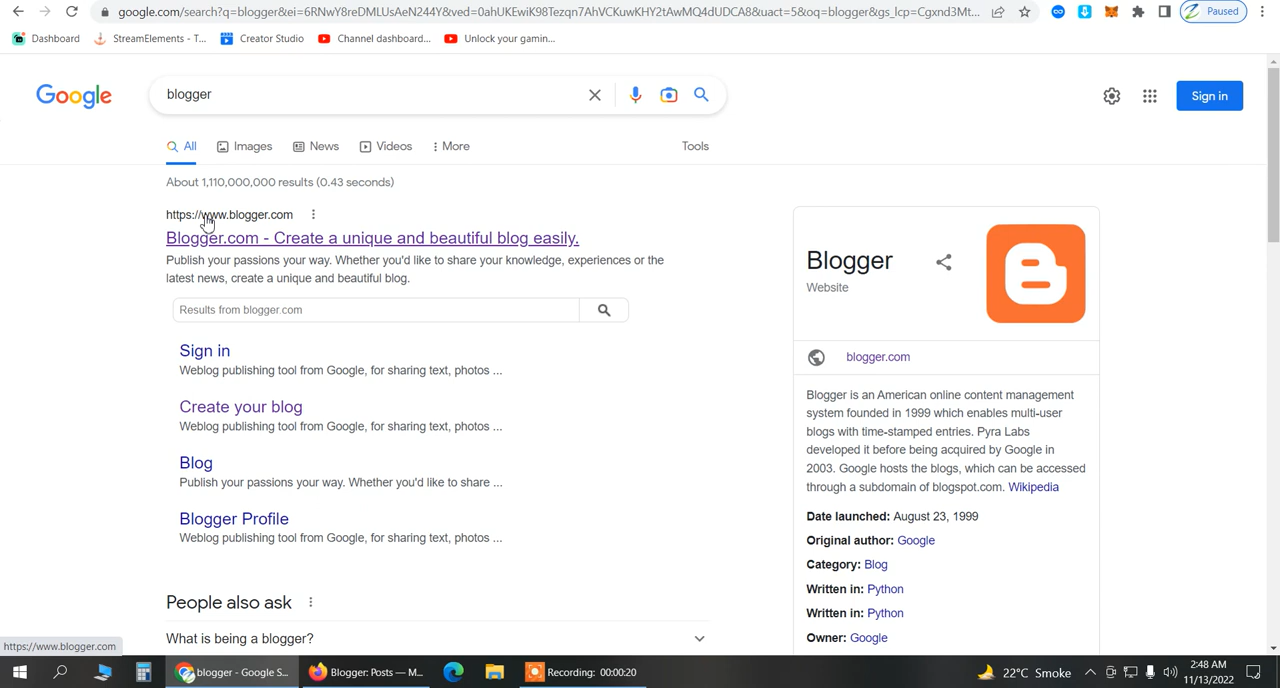 google.com/search?q=blogger&ei=6RNwY8reDMLUsAeN244Y&ved=0ahUKEwiK98Tezqn7AhVCKuwKHY2tAwMQ4dUDCA8&uact=5&oq=blogger&gs_lcp=Cgxnd3Mt...
Paused
Dashboard
StreamElements - T...
Creator Studio
Channel dashboard...
Unlock your gamin...
Google
blogger
Sign in
All
Images
News
Videos
More
Tools
About 1,110,000,000 results (0.43 seconds)
https://www.blogger.com
Blogger.com - Create a unique and beautiful blog easily.
Publish your passions your way. Whether you'd like to share your knowledge, experiences or the
latest news, create a unique and beautiful blog.
Results from blogger.com
Sign in
Weblog publishing tool from Google, for sharing text, photos ...
Create your blog
Weblog publishing tool from Google, for sharing text, photos ...
Blog
Publish your passions your way. Whether you'd like to share ...
Blogger Profile
Weblog publishing tool from Google, for sharing text, photos ...
People also ask
What is being a blogger?
Blogger
Website
blogger.com
Blogger is an American online content management
system founded in 1999 which enables multi-user
blogs with time-stamped entries. Pyra Labs
developed it before being acquired by Google in
2003. Google hosts the blogs, which can be accessed
through a subdomain of blogspot.com. Wikipedia
Date launched: August 23, 1999
Original author: Google
Category: Blog
Written in: Python
Written in: Python
Owner: Google
https://www.blogger.com
blogger - Google S...
Blogger: Posts — M...
Recording: 00:00:20
22°C Smoke
2:48 AM
11/13/2022